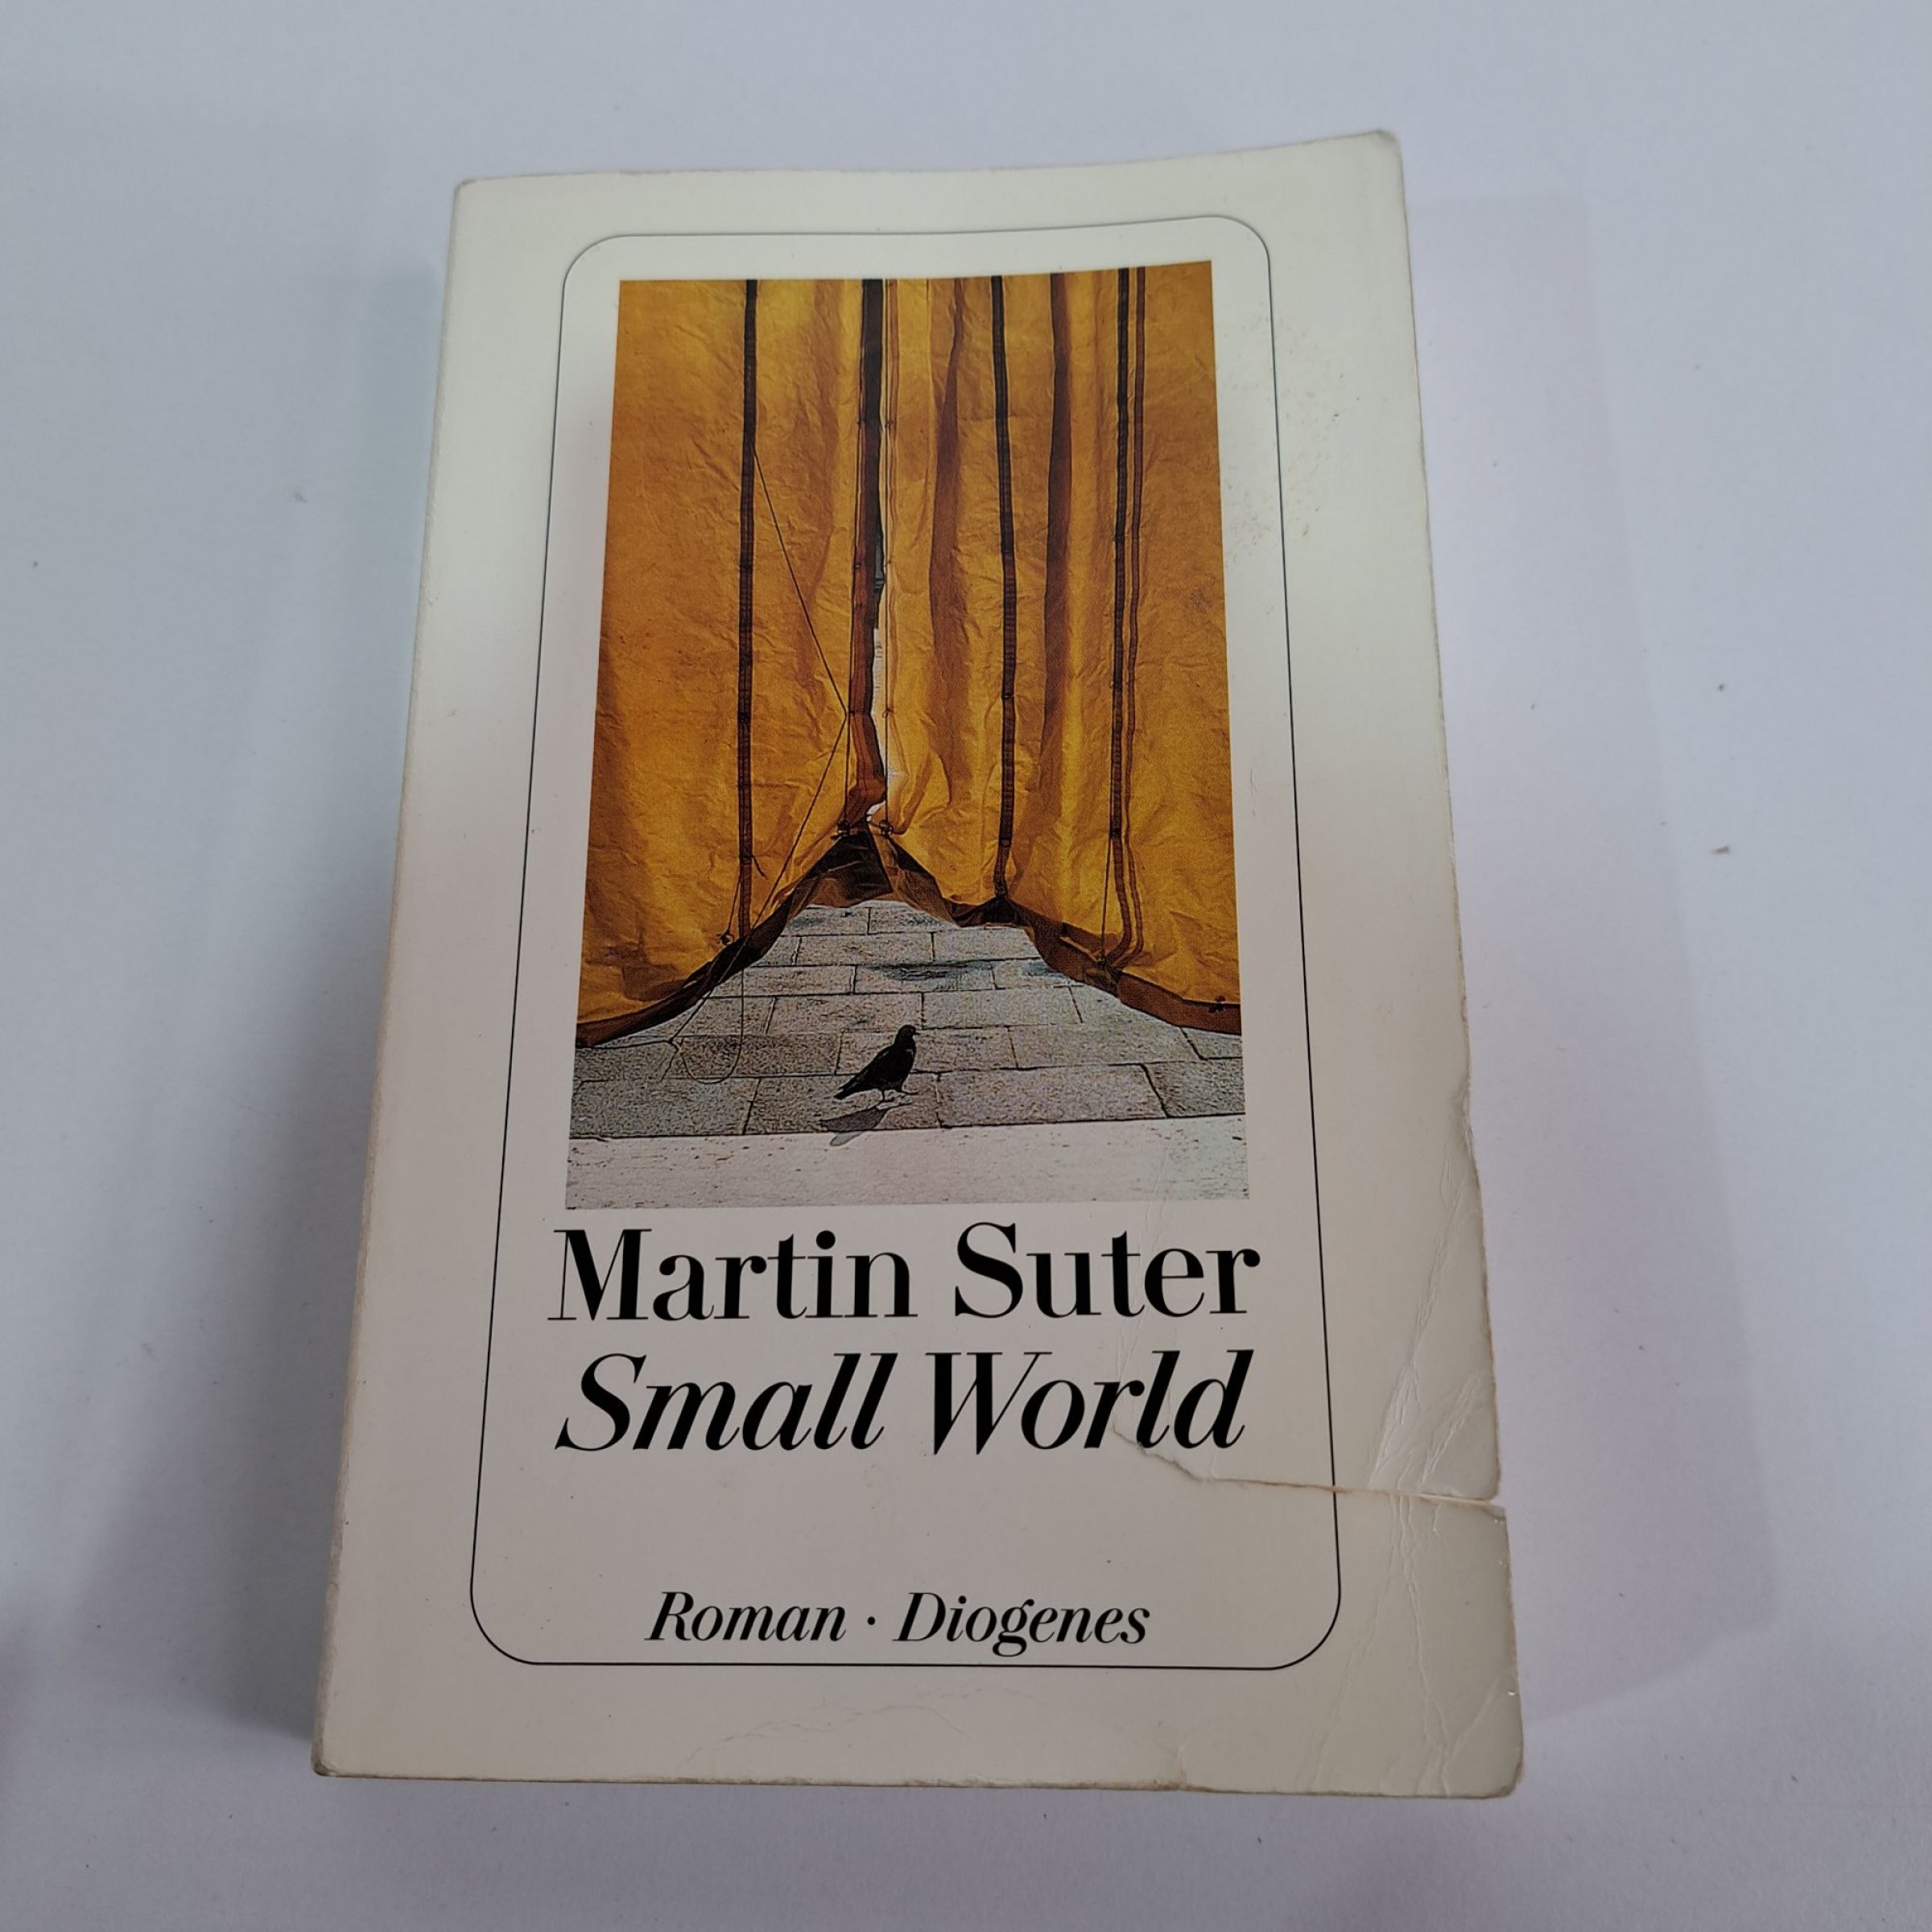 Martin Suter
Small World
Roman · Diogenes